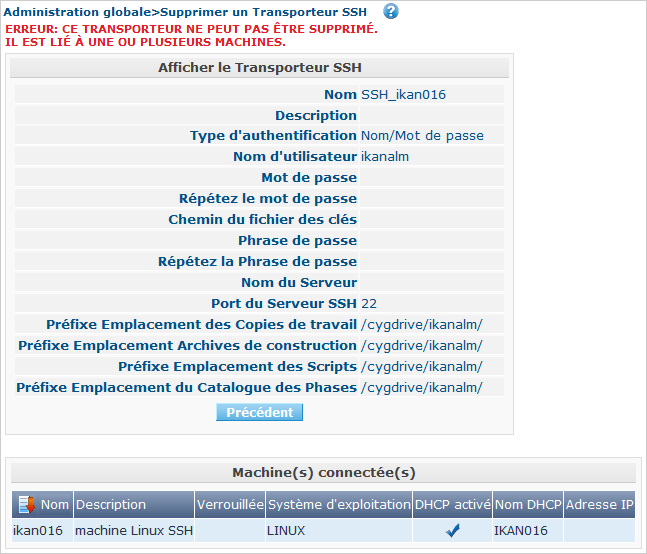 Administration globale>Supprimer un Transporteur SSH ?
ERREUR: CE TRANSPORTEUR NE PEUT PAS ÊTRE SUPPRIMÉ.
IL EST LIÉ À UNE OU PLUSIEURS MACHINES.
Afficher le Transporteur SSH
Nom SSH_ikan016
Description
Type d'authentification Nom/Mot de passe
Nom d'utilisateur ikanalm
Mot de passe
Répétez le mot de passe
Chemin du fichier des clés
Phrase de passe
Répétez la Phrase de passe
Nom du Serveur
Port du Serveur SSH 22
Préfixe Emplacement des Copies de travail /cygdrive/ikanalm/
Préfixe Emplacement Archives de construction /cygdrive/ikanalm/
Préfixe Emplacement des Scripts /cygdrive/ikanalm/
Préfixe Emplacement du Catalogue des Phases /cygdrive/ikanalm/
Précédent
Machine(s) connectée(s)
Nom Description Verrouillée Système d'exploitation DHCP activé Nom DHCP Adresse IP
ikan016 machine Linux SSH LINUX IKAN016